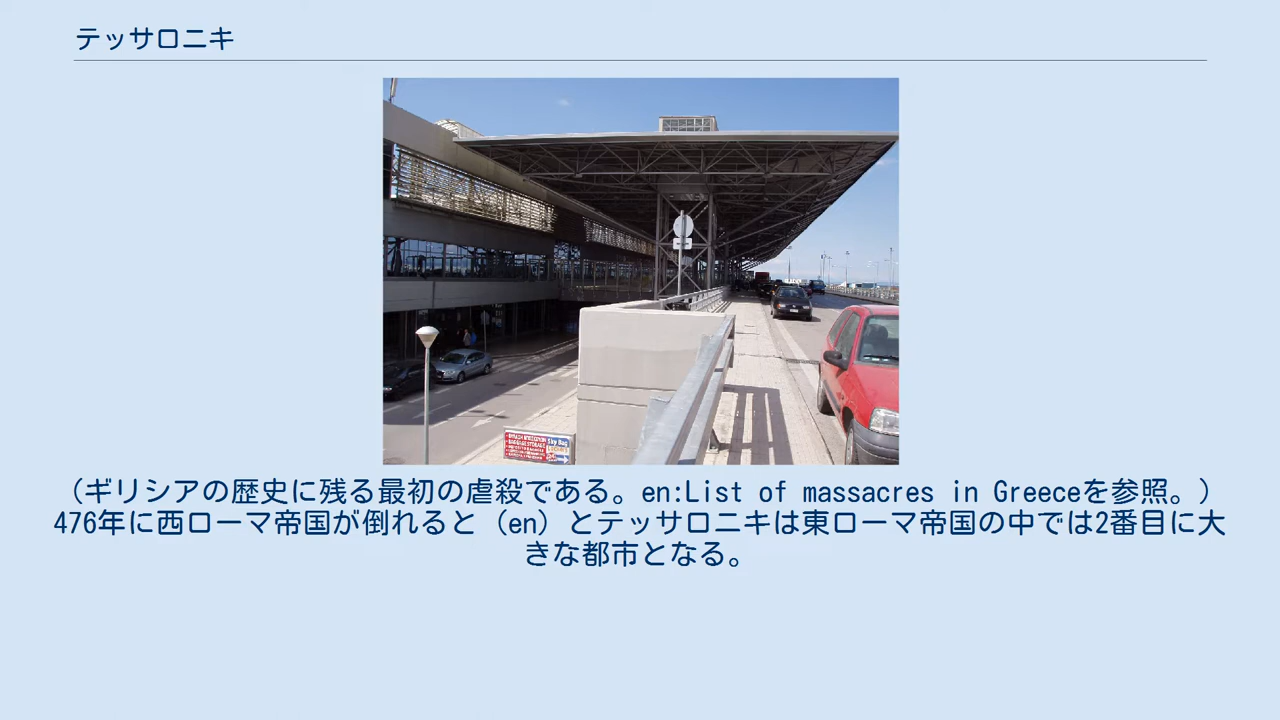 テッサロニキ
Sky Bag
（ギリシアの歴史に残る最初の虐殺である。en:List of massacres in Greeceを参照。）
476年に西ローマ帝国が倒れると（en）とテッサロニキは東ローマ帝国の中では2番目に大
きな都市となる。